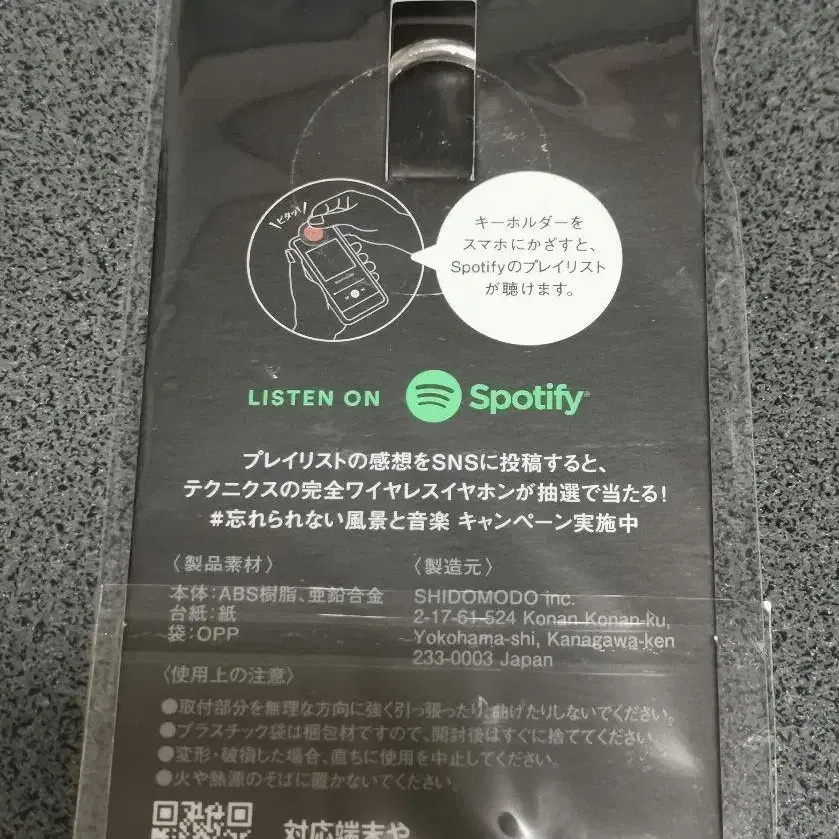 ピタッ!
キーホルダーを
スマホにかざすと、
Spotifyのプレイリスト
が聴けます。
LISTEN ON Spotify®
プレイリストの感想をSNSに投稿すると、
テクニクスの完全ワイヤレスイヤホンが抽選で当たる!
#忘れられない風景と音楽 キャンペーン実施中
〈製品素材〉
本体:ABS樹脂、亜鉛合金
台紙:紙
袋:OPP
〈製造元〉
SHIDOMODO inc.
2-17-61-524 Konan Konan-ku,
Yokohama-shi, Kanagawa-ken
233-0003 Japan
〈使用上の注意〉
●取付部分を無理な方向に強く引っ張ったり、曲げたりしないでください。
●プラスチック袋は梱包材ですので、開封後はすぐに捨ててください。
●変形・破損した場合、直ちに使用を中止してください。
●火や熱源のそばに置かないでください。
対応端末や